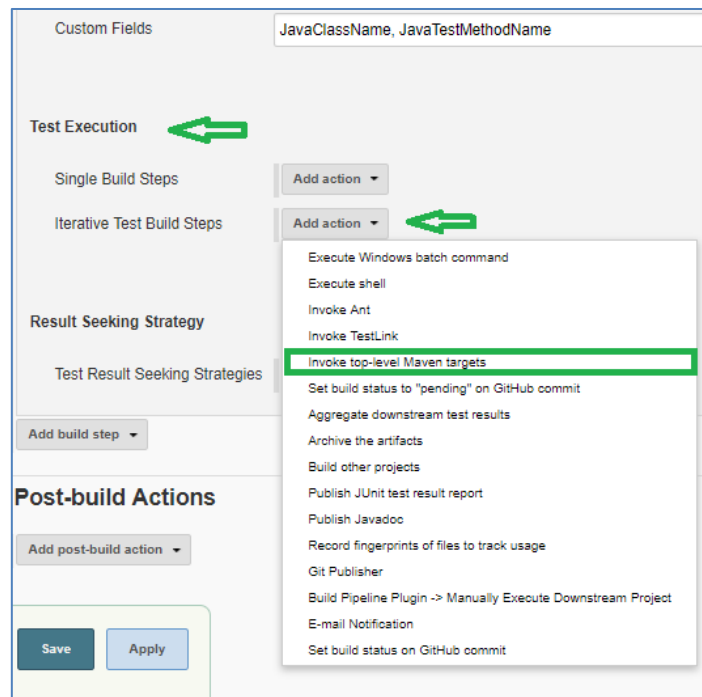 Custom Fields
JavaClassName, JavaTestMethodName
Test Execution
Single Build Steps
Add action
Iterative Test Build Steps
Add action
Execute Windows batch command
Execute shell
Invoke Ant
Invoke TestLink
Invoke top-level Maven targets
Set build status to "pending" on GitHub commit
Aggregate downstream test results
Archive the artifacts
Build other projects
Publish JUnit test result report
Publish Javadoc
Record fingerprints of files to track usage
Git Publisher
Build Pipeline Plugin -> Manually Execute Downstream Project
E-mail Notification
Set build status on GitHub commit
Result Seeking Strategy
Test Result Seeking Strategies
Add build step
Post-build Actions
Add post-build action
Save
Apply